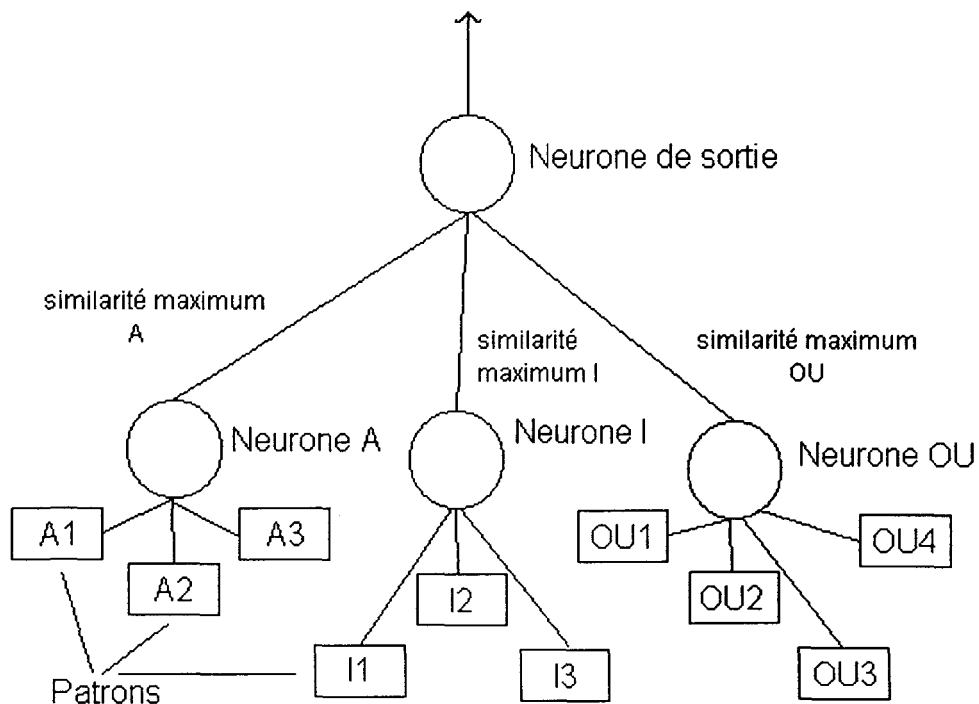 Neurone de sortie
similarité maximum
A
similarité
maximum I
similarité maximum
OU
Neurone A
Neurone I
Neurone OU
A1
A2
A3
I1
I2
I3
OU1
OU2
OU3
OU4
Patrons